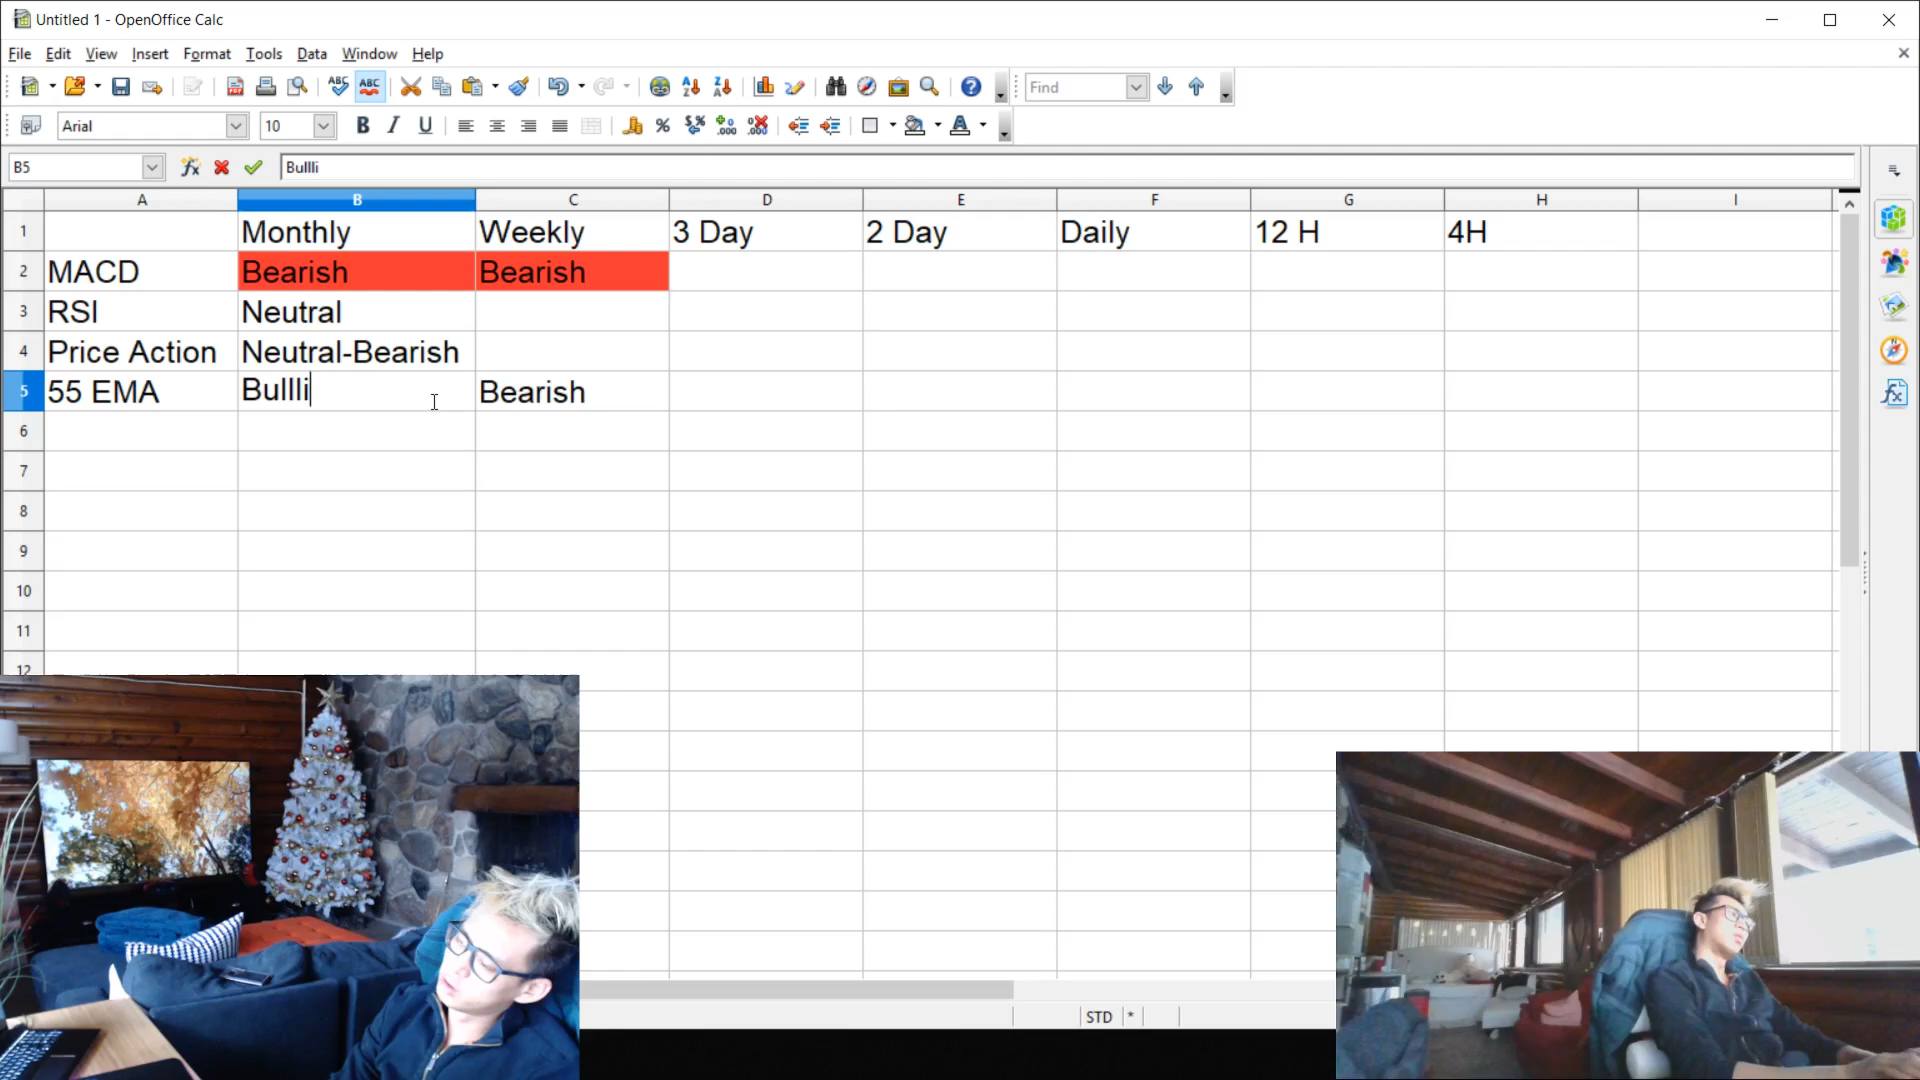 Untitled 1 - OpenOffice Calc
File Edit View Insert Format Tools Data Window Help
ABC ABC Find
Arial 10
B5 Bullli
A B C D E F G H I
1 Monthly Weekly 3 Day 2 Day Daily 12 H 4H
2 MACD Bearish Bearish
3 RSI Neutral
4 Price Action Neutral-Bearish
5 55 EMA Bullli Bearish
6
7
8
9
10
11
12
STD *